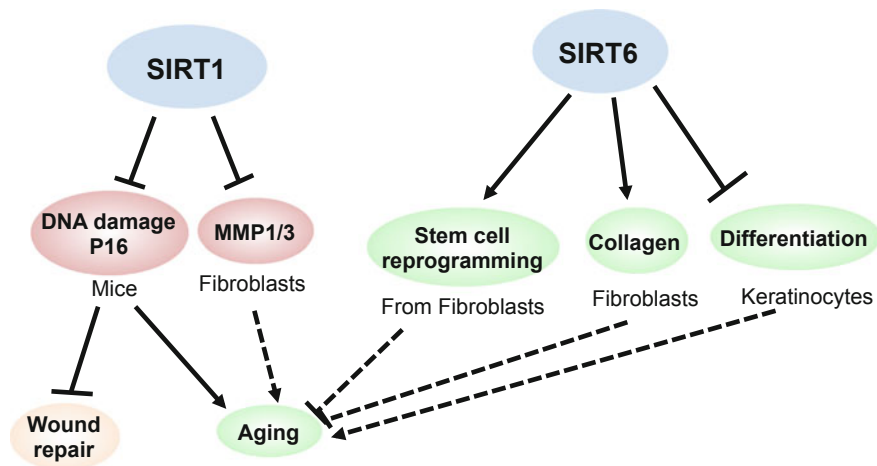 SIRT1
SIRT6
DNA damage
P16
MMP1/3
Stem cell
reprogramming
Collagen
Differentiation
Mice
Fibroblasts
From Fibroblasts
Fibroblasts
Keratinocytes
Wound
repair
Aging